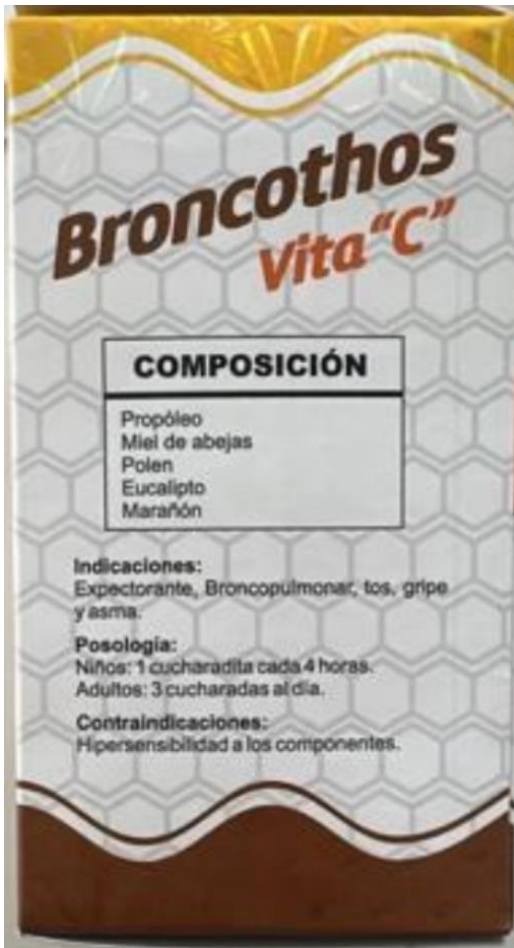 Broncothos
Vita "C"
COMPOSICIÓN
Propóleo
Miel de abejas
Polen
Eucalipto
Marañón
Indicaciones:
Expectorante, Broncopulmonar, tos, gripe
y asma.
Posología:
Niños: 1 cucharadita cada 4 horas.
Adultos: 3 cucharadas al día.
Contraindicaciones:
Hipersensibilidad a los componentes.